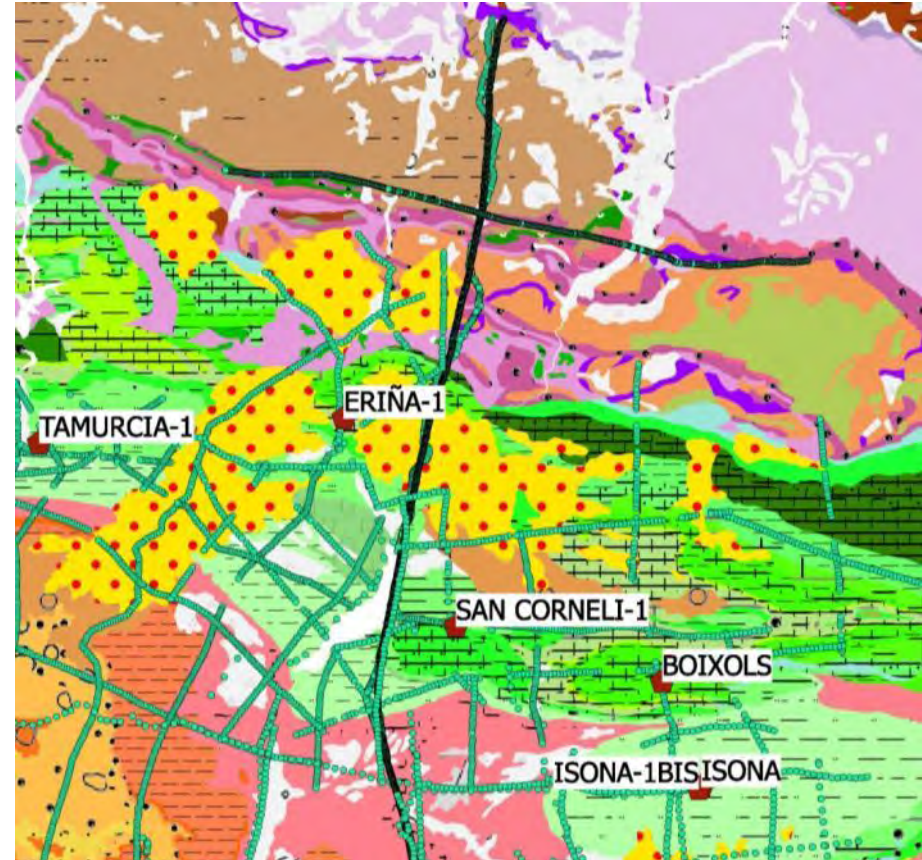 ERIÑA-1
TAMURCIA-1
SAN CORNELI-1
BOIXOLS
ISONA-1BIS
ISONA